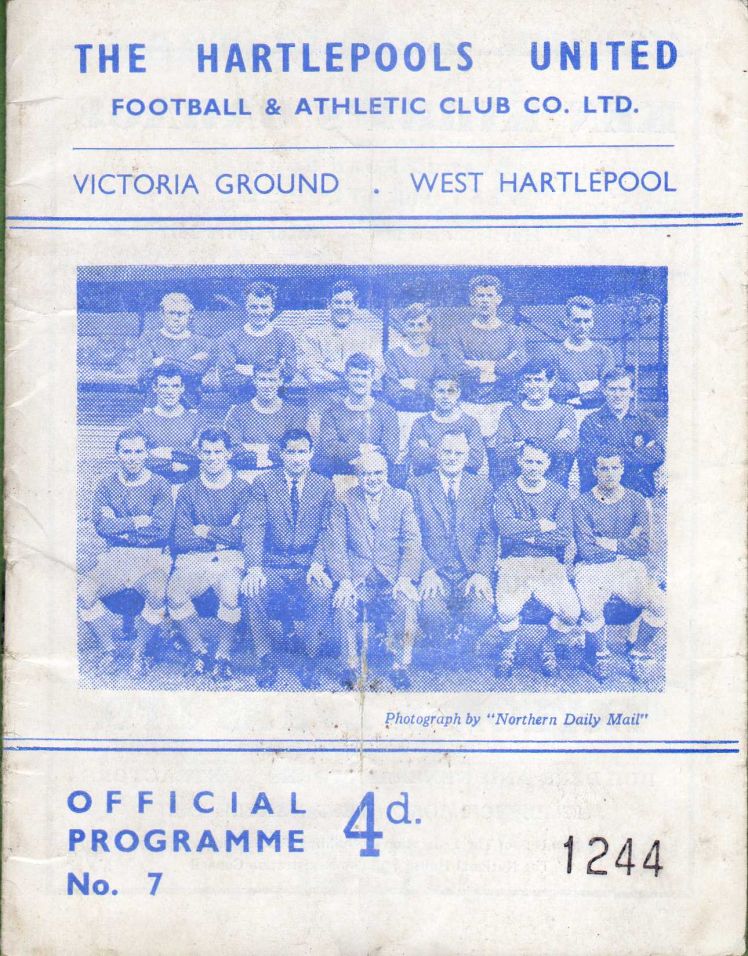 THE HARTLEPOOLS UNITED
FOOTBALL & ATHLETIC CLUB CO. LTD.
VICTORIA GROUND . WEST HARTLEPOOL
Photograph by "Northern Daily Mail"
OFFICIAL
PROGRAMME
No. 7
4d.
1244